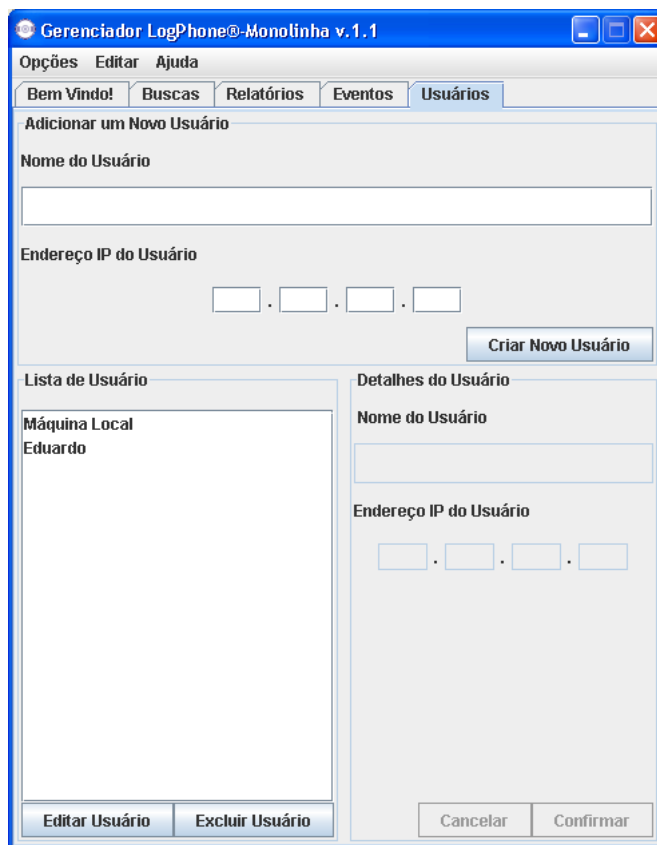 Gerenciador LogPhone®-Monolinha v.1.1
Opções Editar Ajuda
Bem Vindo! Buscas Relatórios Eventos Usuários
Adicionar um Novo Usuário
Nome do Usuário
Endereço IP do Usuário
. . .
Criar Novo Usuário
Lista de Usuário
Máquina Local
Eduardo
Editar Usuário Excluir Usuário
Detalhes do Usuário
Nome do Usuário
Endereço IP do Usuário
. . .
Cancelar Confirmar